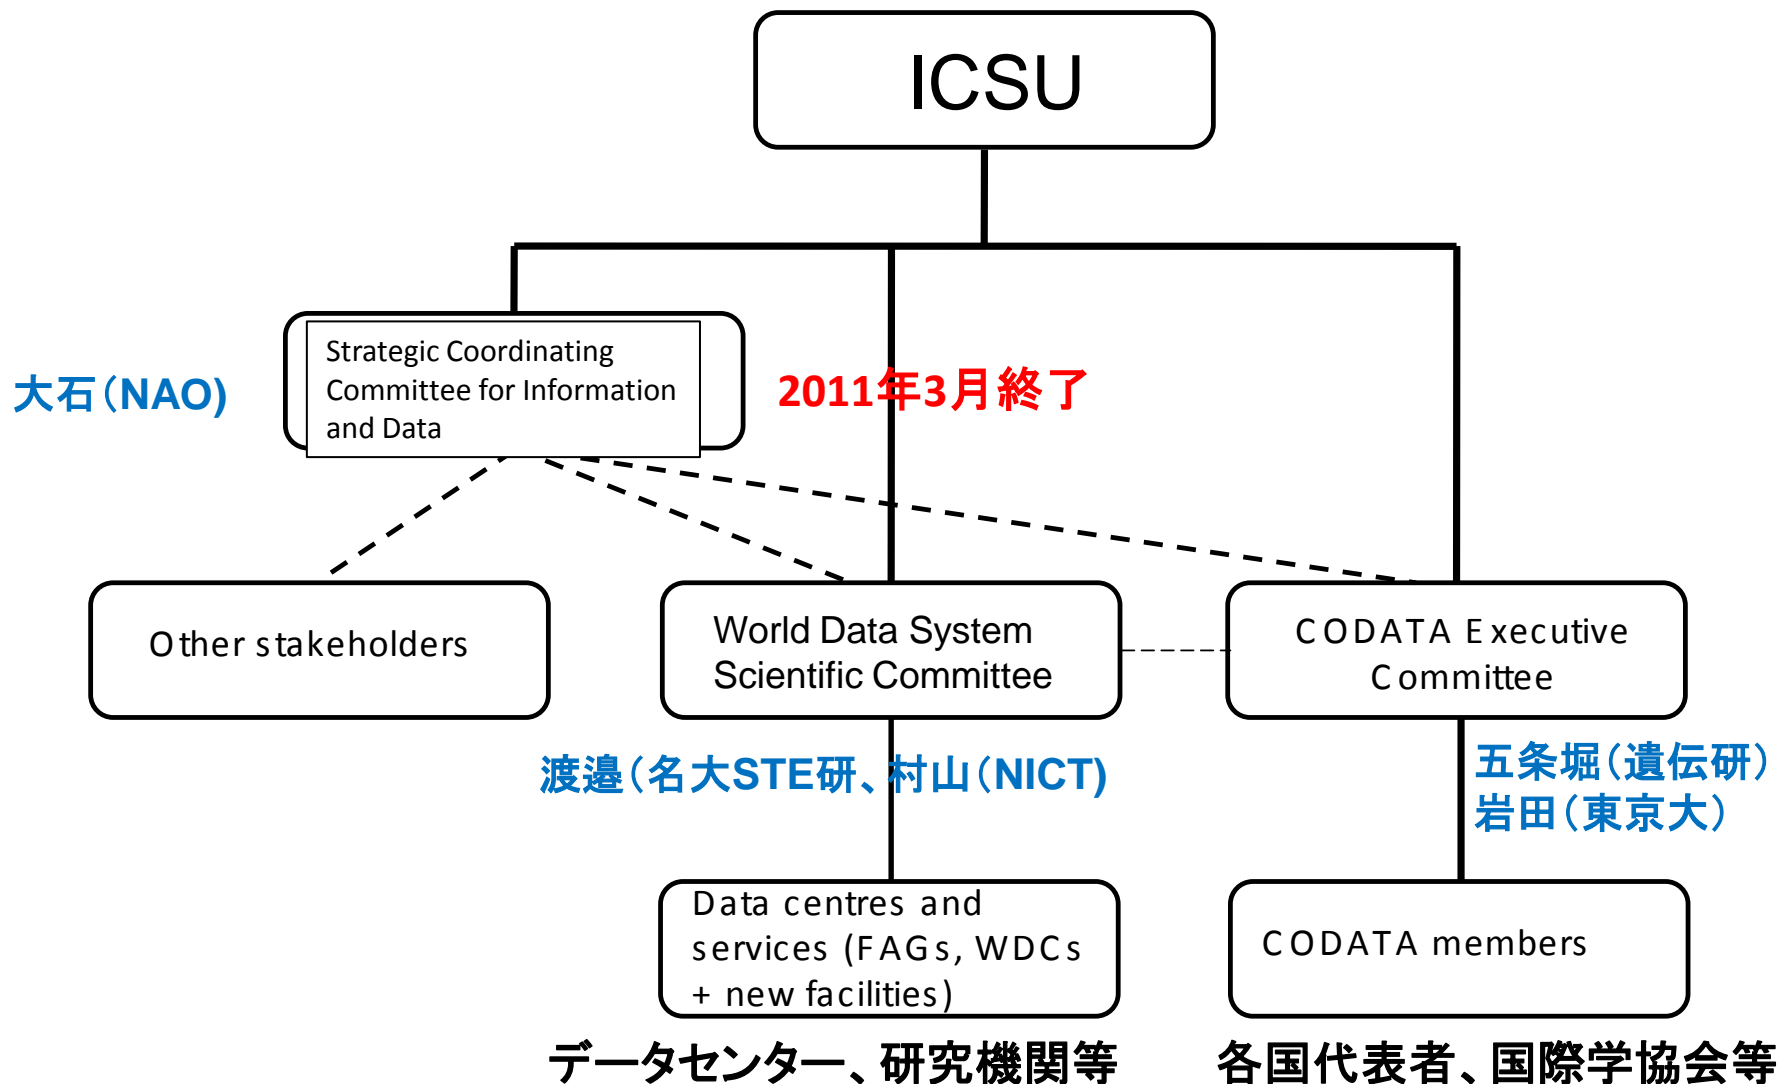 ICSU
Strategic Coordinating
Committee for Information
and Data
大石（NAO)
2011年3月終了
Other stakeholders
World Data System
Scientific Committee
CODATA Executive
Committee
渡邉（名大STE研、村山（NICT)
五条堀（遺伝研）
岩田（東京大）
Data centres and
services (FAGs, WDCs
+ new facilities)
CODATA members
データセンター、研究機関等
各国代表者、国際学協会等